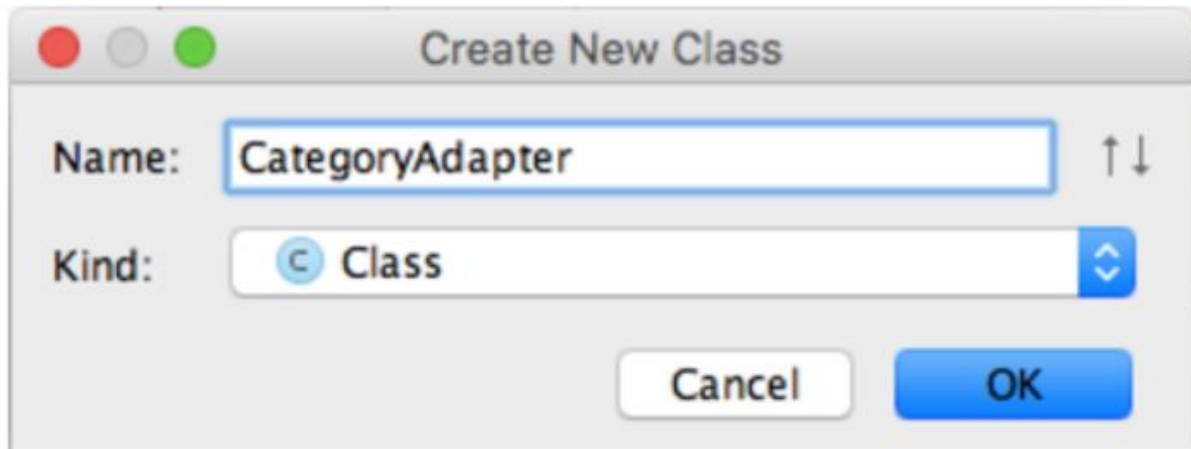 Create New Class
Name: CategoryAdapter
Kind: C Class
Cancel OK